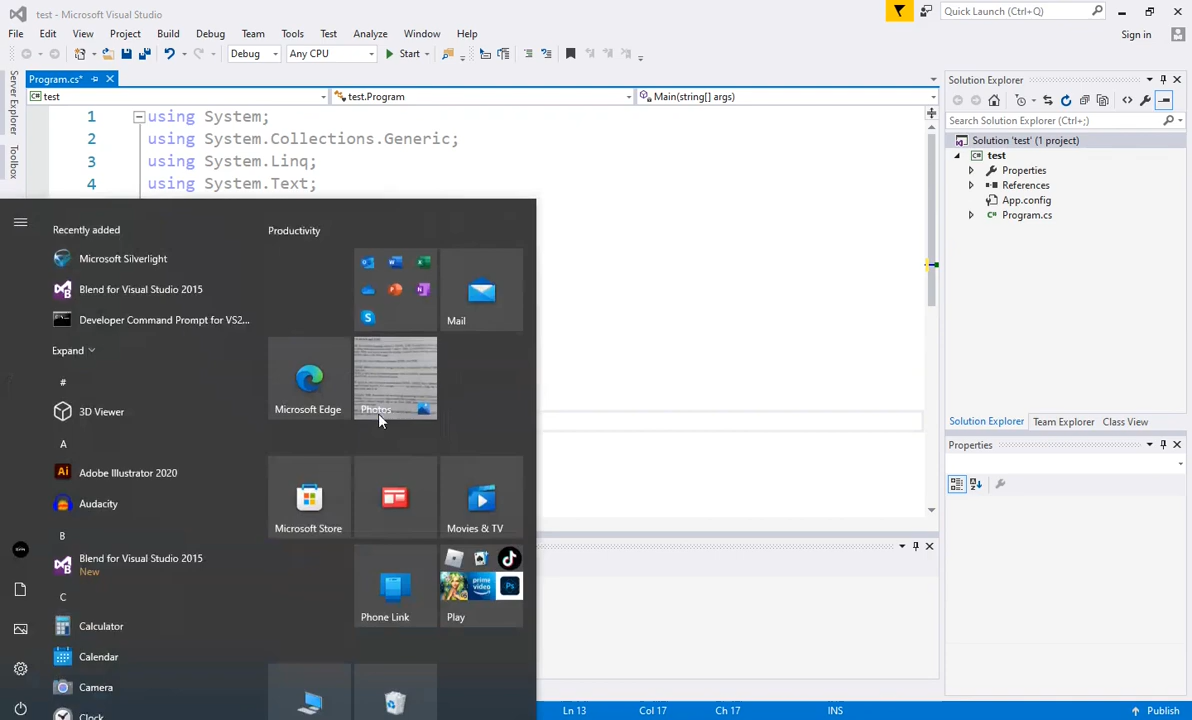 test - Microsoft Visual Studio
Quick Launch (Ctrl+Q)
File Edit View Project Build Debug Team Tools Test Analyze Window Help
Sign in
Debug Any CPU Start
Server Explorer
Toolbox
Program.cs*
test
test.Program
Main(string[] args)
1 using System;
2 using System.Collections.Generic;
3 using System.Linq;
4 using System.Text;
Solution Explorer
Search Solution Explorer (Ctrl+;)
Solution 'test' (1 project)
test
Properties
References
App.config
Program.cs
Solution Explorer Team Explorer Class View
Properties
Recently added
Microsoft Silverlight
Blend for Visual Studio 2015
Developer Command Prompt for VS2...
Expand
#
3D Viewer
A
Adobe Illustrator 2020
Audacity
B
Blend for Visual Studio 2015
New
C
Calculator
Calendar
Camera
Clock
Productivity
Mail
Microsoft Edge
Photos
Microsoft Store
Movies & TV
Phone Link
Play
prime video
Ln 13 Col 17 Ch 17 INS
Publish